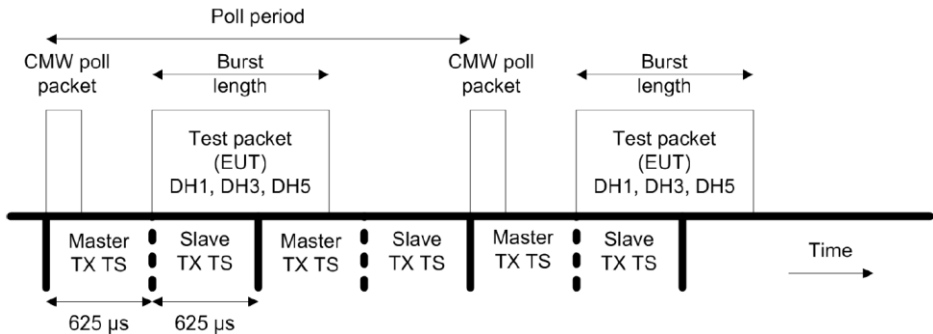 Poll period
CMW poll
packet
Burst
length
CMW poll
packet
Burst
length
Test packet
(EUT)
DH1, DH3, DH5
Test packet
(EUT)
DH1, DH3, DH5
Master
TX TS
Slave
TX TS
Master
TX TS
Slave
TX TS
Master
TX TS
Slave
TX TS
Time
625 µs
625 µs